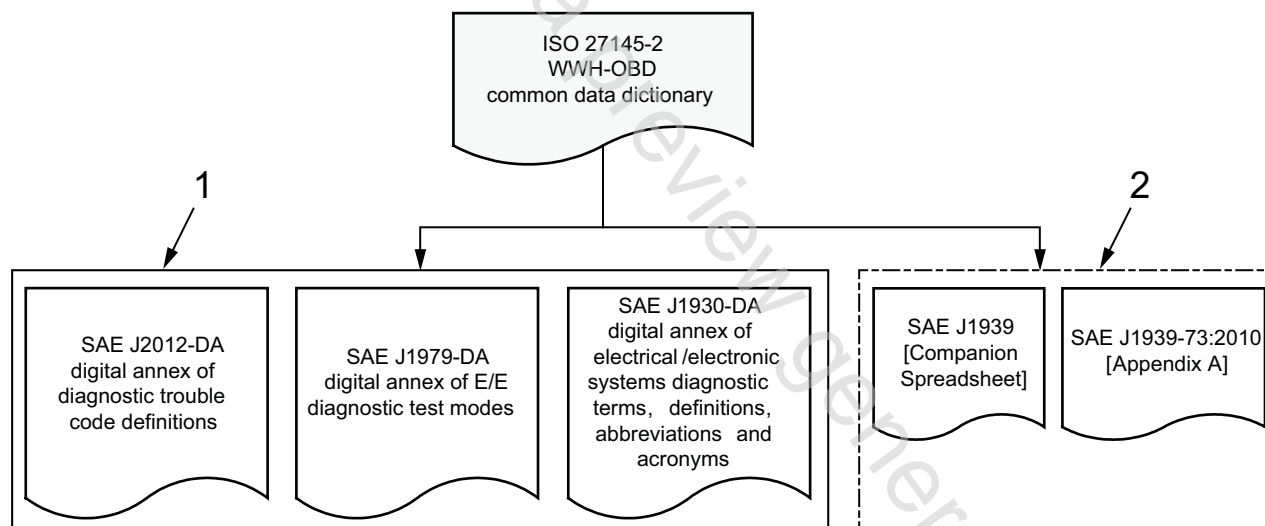 ISO 27145-2
WWH-OBD
common data dictionary
1
2
SAE J2012-DA
digital annex of
diagnostic trouble
code definitions
SAE J1979-DA
digital annex of E/E
diagnostic test modes
SAE J1930-DA
digital annex of
electrical/electronic
systems diagnostic
terms, definitions,
abbreviations and
acronyms
SAE J1939
[Companion
Spreadsheet]
SAE J1939-73:2010
[Appendix A]
a preview gener